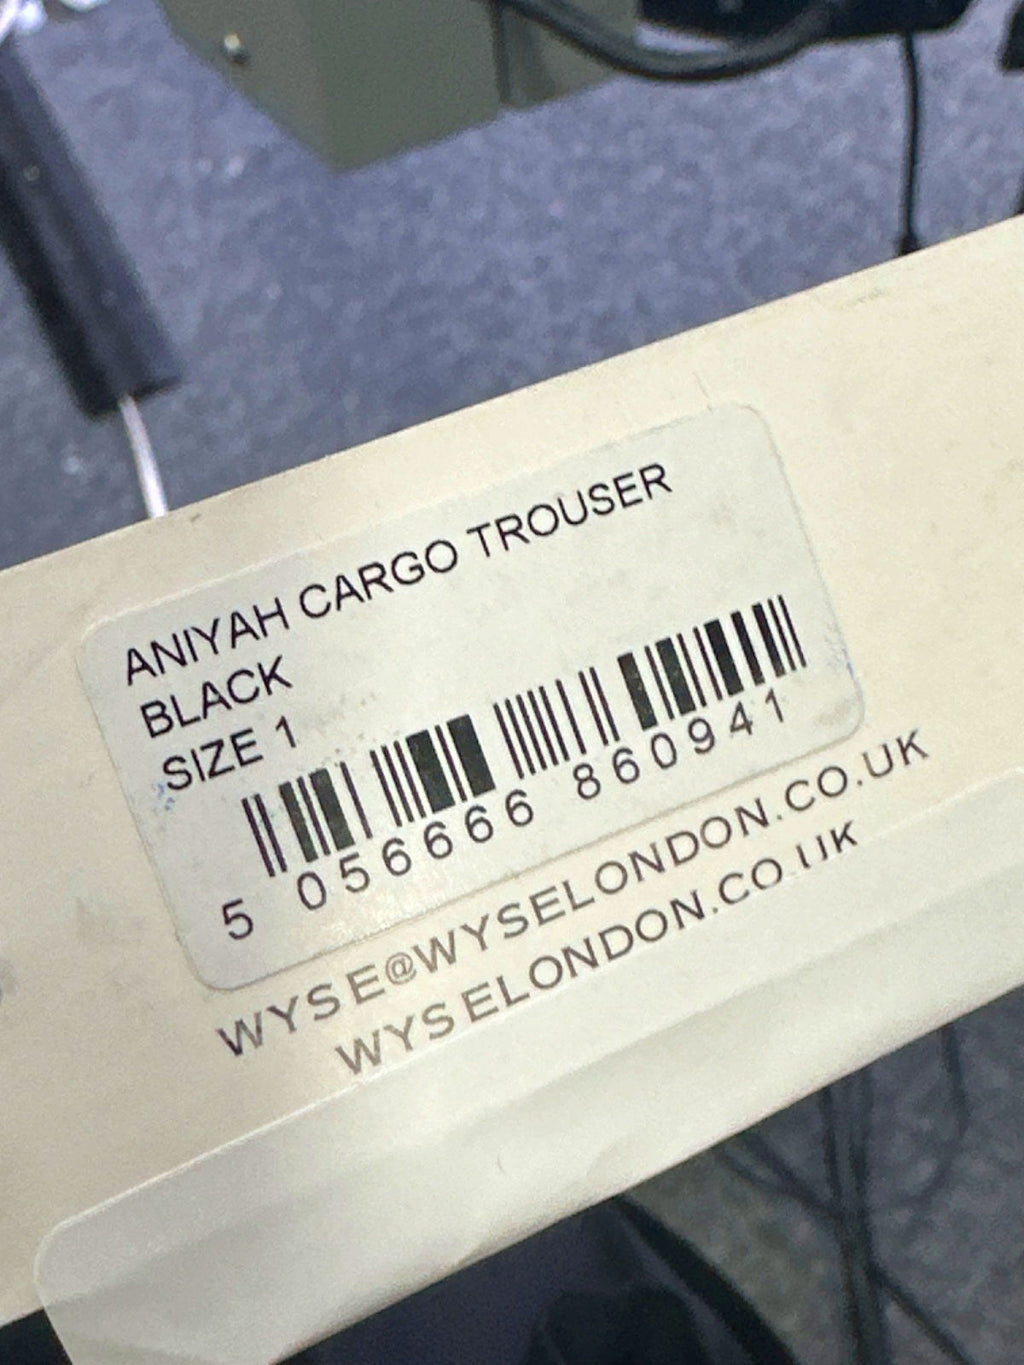 ANIYAH CARGO TROUSER
BLACK
SIZE 1
5 056666 860941
WYSE@WYSELONDON.CO.UK
WYSELONDON.CO.UK